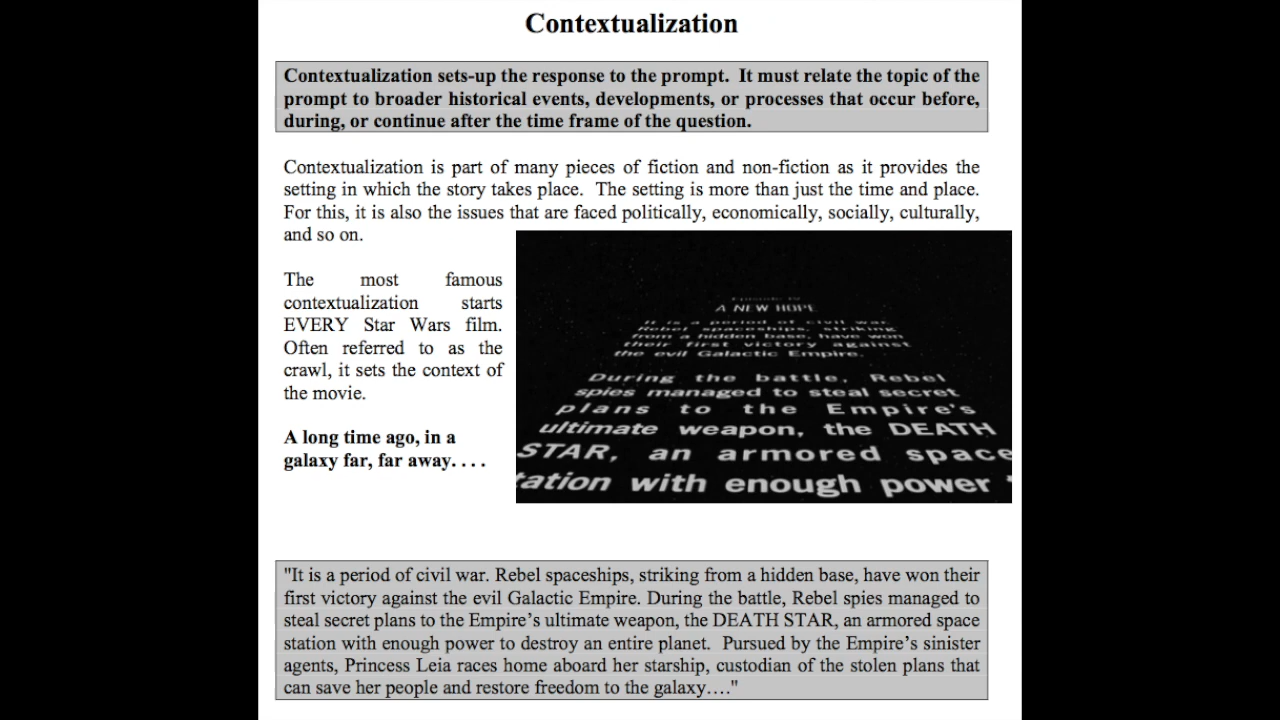 Contextualization
Contextualization sets-up the response to the prompt. It must relate the topic of the
prompt to broader historical events, developments, or processes that occur before,
during, or continue after the time frame of the question.
Contextualization is part of many pieces of fiction and non-fiction as it provides the
setting in which the story takes place. The setting is more than just the time and place.
For this, it is also the issues that are faced politically, economically, socially, culturally,
and so on.
The most famous
contextualization starts
EVERY Star Wars film.
Often referred to as the
crawl, it sets the context of
the movie.
A long time ago, in a
galaxy far, far away. . . .
Episode IV
A NEW HOPE
It is a period of civil war.
Rebel spaceships, striking
from a hidden base, have won
their first victory against
the evil Galactic Empire.
During the battle, Rebel
spies managed to steal secret
plans to the Empire's
ultimate weapon, the DEATH
STAR, an armored space
tation with enough power
"It is a period of civil war. Rebel spaceships, striking from a hidden base, have won their
first victory against the evil Galactic Empire. During the battle, Rebel spies managed to
steal secret plans to the Empire's ultimate weapon, the DEATH STAR, an armored space
station with enough power to destroy an entire planet. Pursued by the Empire's sinister
agents, Princess Leia races home aboard her starship, custodian of the stolen plans that
can save her people and restore freedom to the galaxy…."